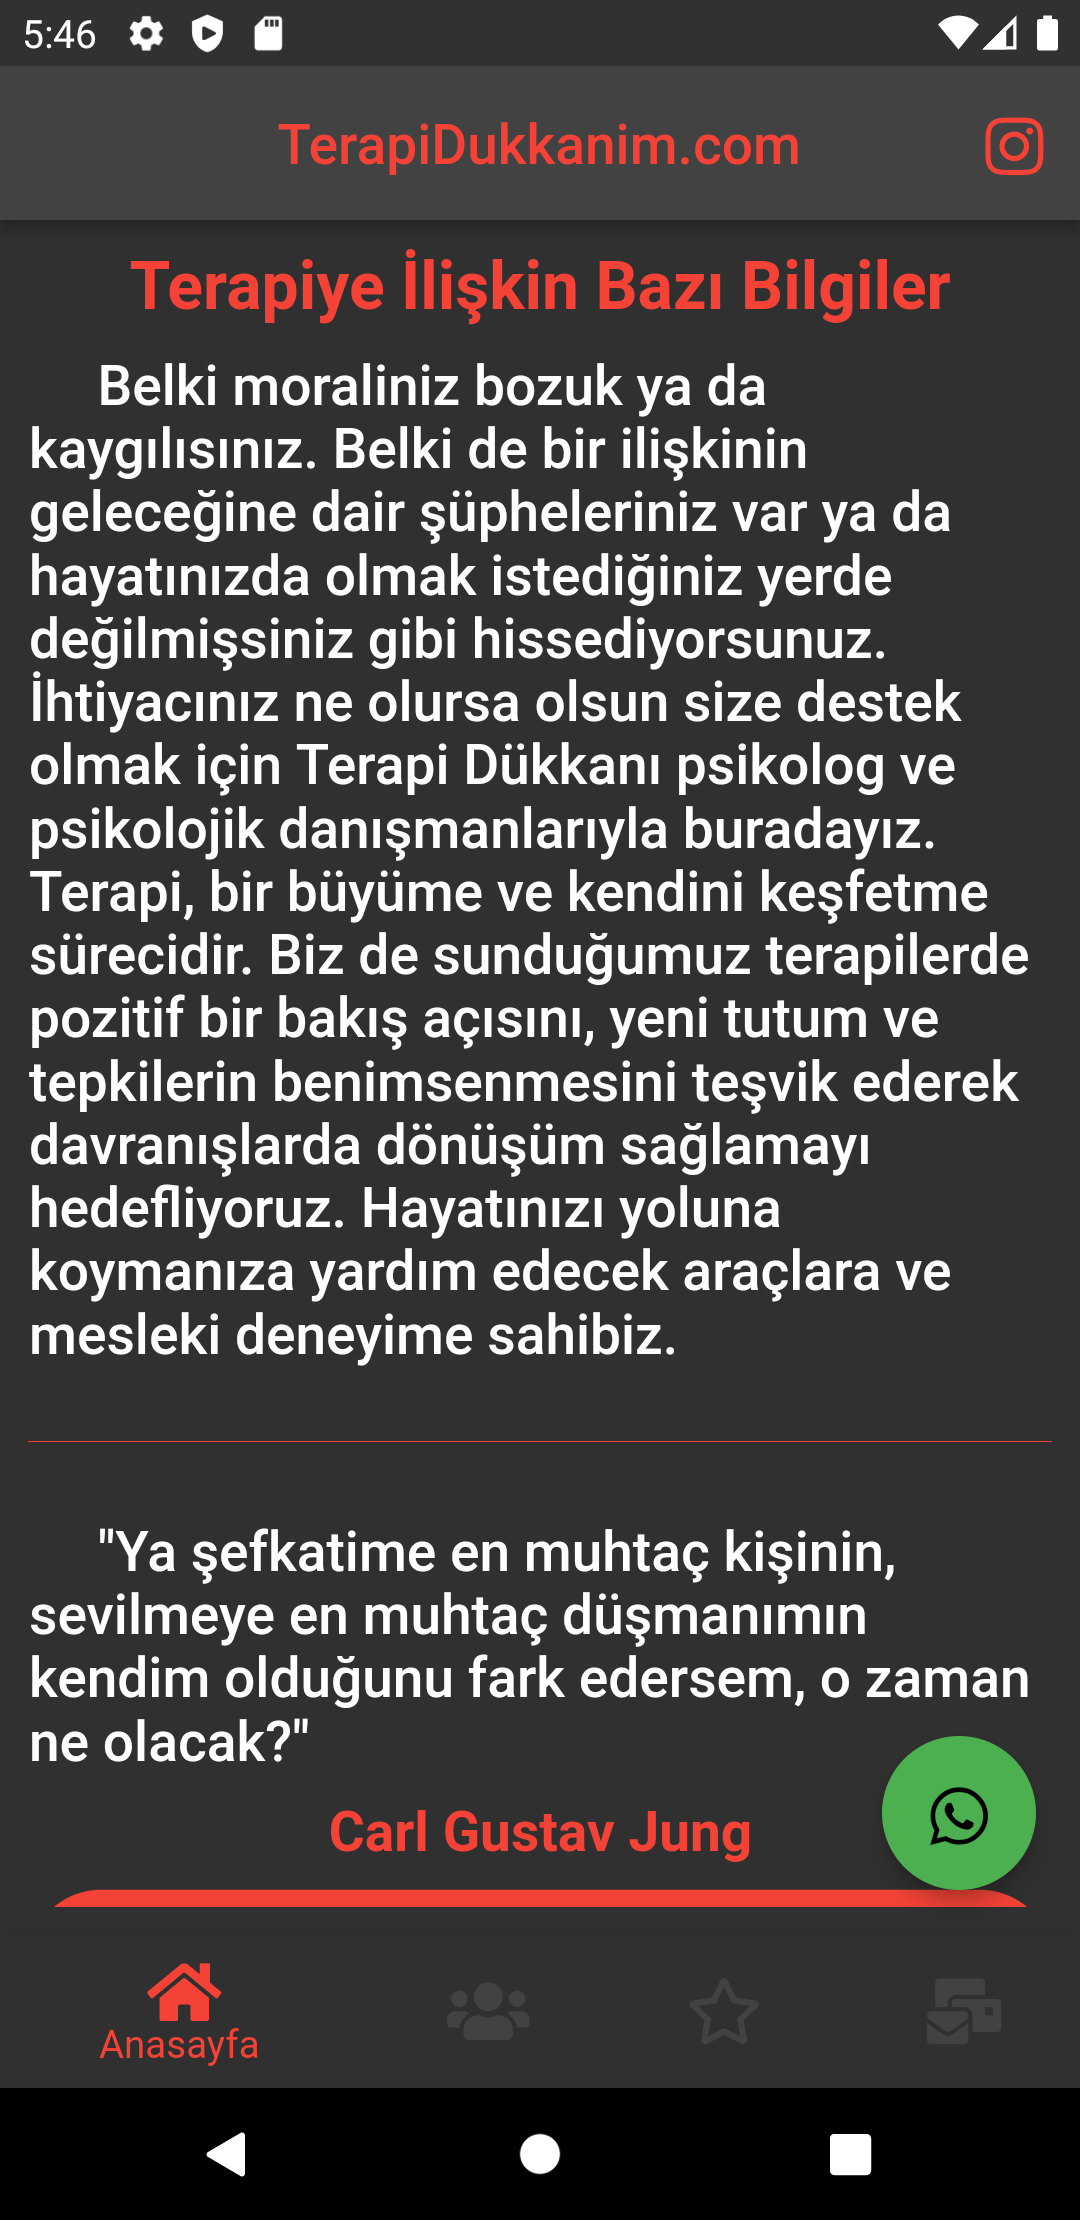 5:46
TerapiDukkanim.com
Terapiye İlişkin Bazı Bilgiler
Belki moraliniz bozuk ya da
kaygılısınız. Belki de bir ilişkinin
geleceğine dair şüpheleriniz var ya da
hayatınızda olmak istediğiniz yerde
değilmişsiniz gibi hissediyorsunuz.
İhtiyacınız ne olursa olsun size destek
olmak için Terapi Dükkanı psikolog ve
psikolojik danışmanlarıyla buradayız.
Terapi, bir büyüme ve kendini keşfetme
sürecidir. Biz de sunduğumuz terapilerde
pozitif bir bakış açısını, yeni tutum ve
tepkilerin benimsenmesini teşvik ederek
davranışlarda dönüşüm sağlamayı
hedefliyoruz. Hayatınızı yoluna
koymanıza yardım edecek araçlara ve
mesleki deneyime sahibiz.
"Ya şefkatime en muhtaç kişinin,
sevilmeye en muhtaç düşmanımın
kendim olduğunu fark edersem, o zaman
ne olacak?"
Carl Gustav Jung
Anasayfa